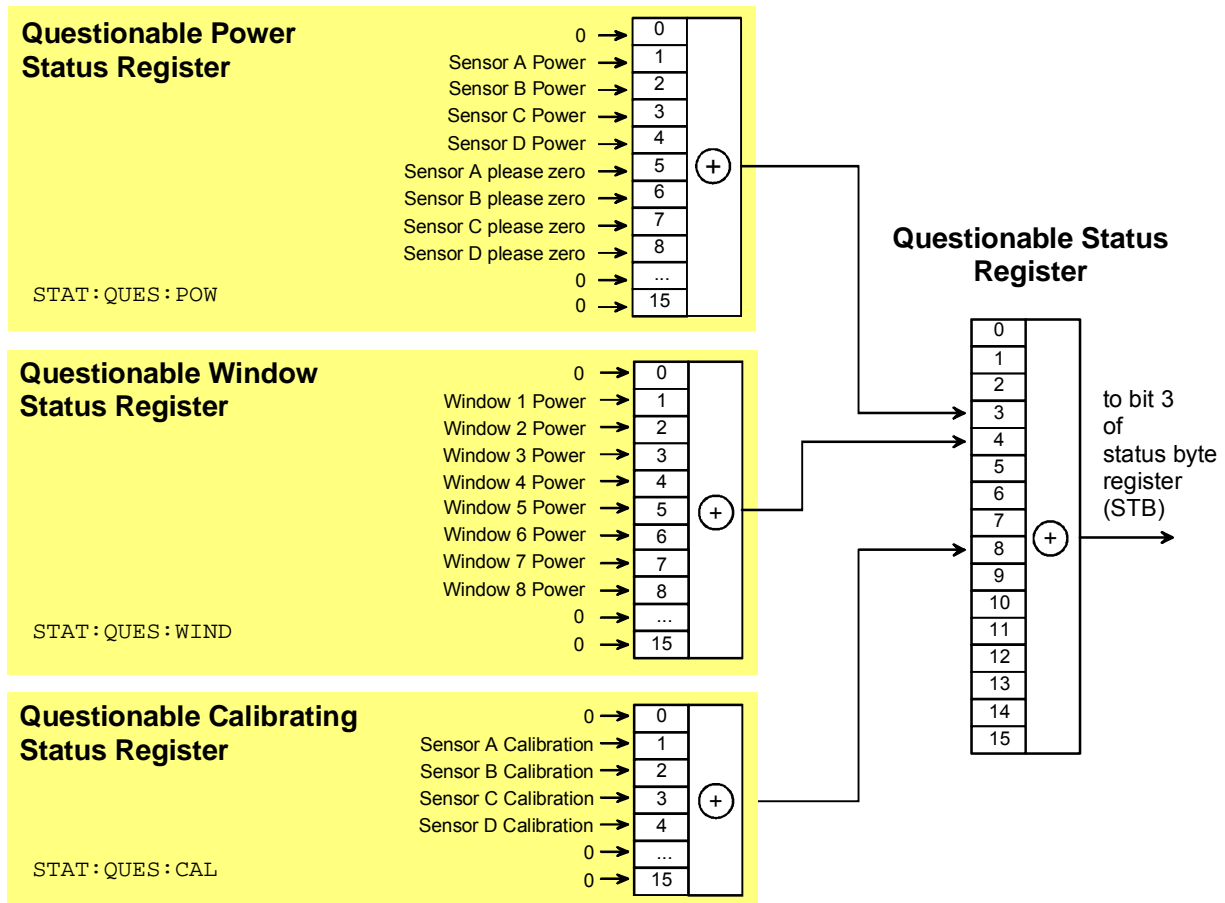 Questionable Power
Status Register
0 0
Sensor A Power 1
Sensor B Power 2
Sensor C Power 3
Sensor D Power 4
Sensor A please zero 5
Sensor B please zero 6
Sensor C please zero 7
Sensor D please zero 8
0 ...
0 15
+
STAT:QUES:POW
Questionable Window
Status Register
0 0
Window 1 Power 1
Window 2 Power 2
Window 3 Power 3
Window 4 Power 4
Window 5 Power 5
Window 6 Power 6
Window 7 Power 7
Window 8 Power 8
0 ...
0 15
+
STAT:QUES:WIND
Questionable Calibrating
Status Register
0 0
Sensor A Calibration 1
Sensor B Calibration 2
Sensor C Calibration 3
Sensor D Calibration 4
0 ...
0 15
+
STAT:QUES:CAL
Questionable Status
Register
0
1
2
3
4
5
6
7
8
9
10
11
12
13
14
15
+
to bit 3
of
status byte
register
(STB)